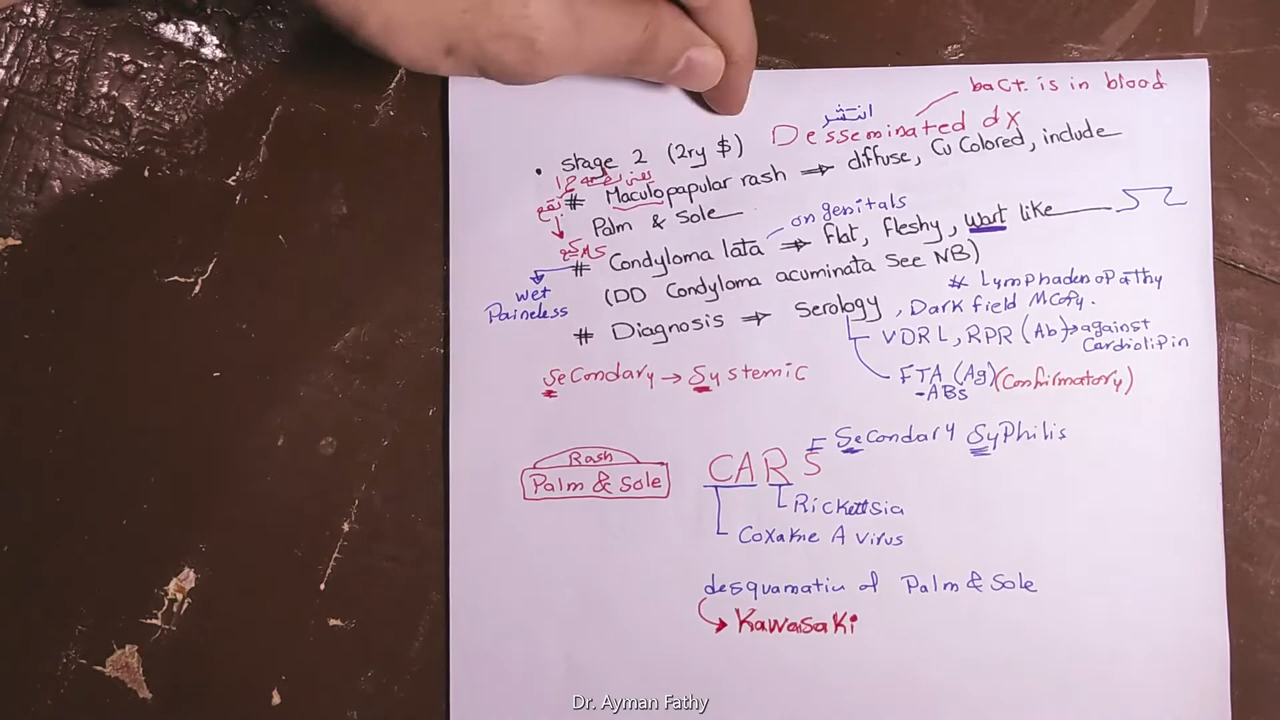 bact. is in blood
انتشر
• Stage 2 (2ry $) Desseminated dx
# Maculopapular rash ⇒ diffuse, Cu Colored, include
بقع
Palm & Sole
on genitals
# Condyloma lata ⇒ flat, fleshy, wart like
wet
Painless
(DD Condyloma acuminata See NB)
* Lymphadenopathy
# Diagnosis ⇒ Serology, Dark field Mcopy.
VDRL, RPR (Ab) → against
Cardiolipin
FTA (Ag) (Confirmatory)
-ABS
Secondary → Systemic
Secondary Syphilis
Rash
Palm & Sole
CARS
Rickettsia
Coxakie A virus
desquamatin of Palm & Sole
Kawasaki
Dr. Ayman Fathy